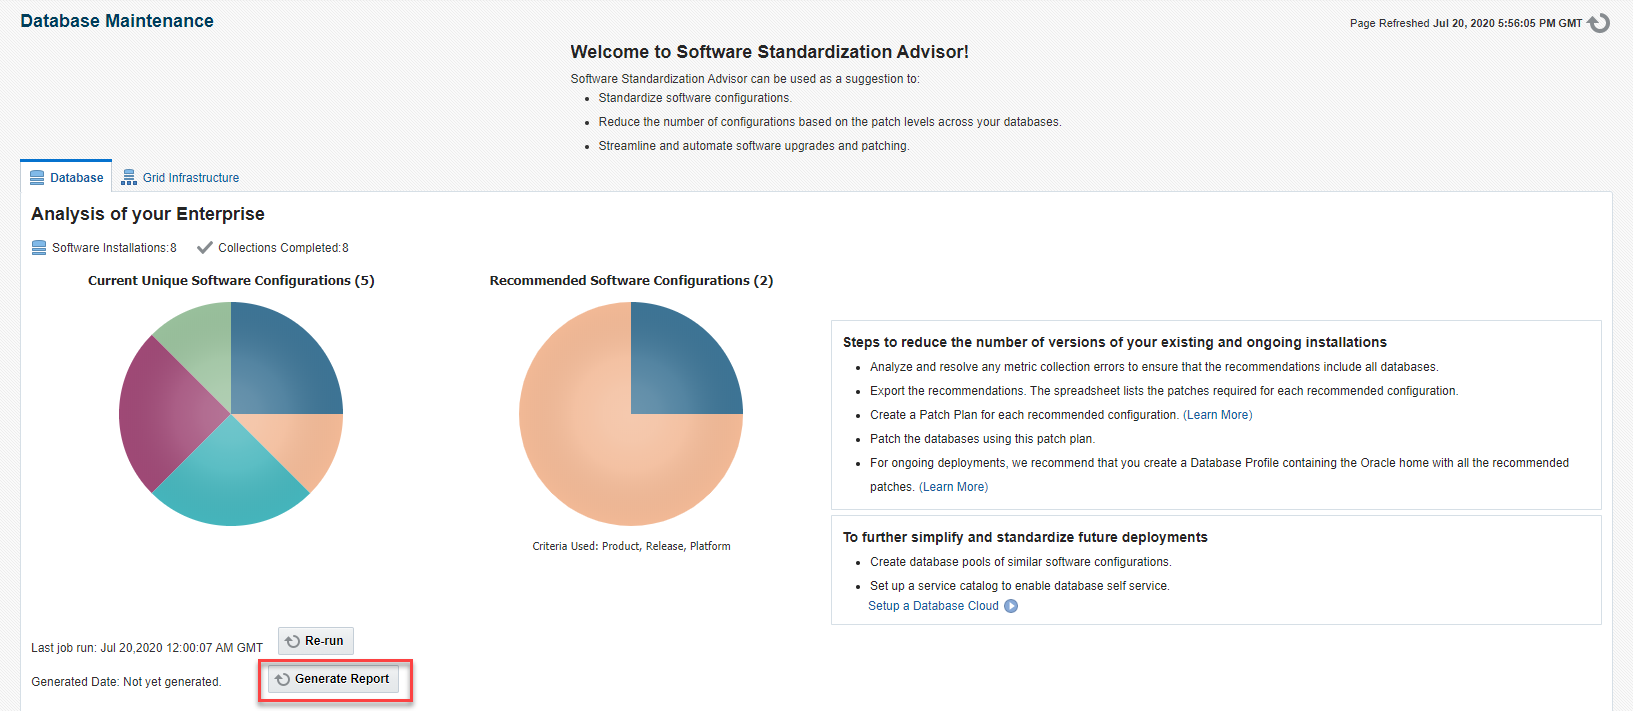 Database Maintenance
Page Refreshed Jul 20, 2020 5:56:05 PM GMT
Welcome to Software Standardization Advisor!
Software Standardization Advisor can be used as a suggestion to:
• Standardize software configurations.
• Reduce the number of configurations based on the patch levels across your databases.
• Streamline and automate software upgrades and patching.
Database Grid Infrastructure
Analysis of your Enterprise
Software Installations:8 Collections Completed:8
Current Unique Software Configurations (5)
Recommended Software Configurations (2)
Criteria Used: Product, Release, Platform
Steps to reduce the number of versions of your existing and ongoing installations
• Analyze and resolve any metric collection errors to ensure that the recommendations include all databases.
• Export the recommendations. The spreadsheet lists the patches required for each recommended configuration.
• Create a Patch Plan for each recommended configuration. (Learn More)
• Patch the databases using this patch plan.
• For ongoing deployments, we recommend that you create a Database Profile containing the Oracle home with all the recommended
patches. (Learn More)
To further simplify and standardize future deployments
• Create database pools of similar software configurations.
• Set up a service catalog to enable database self service.
Setup a Database Cloud
Last job run: Jul 20,2020 12:00:07 AM GMT Re-run
Generated Date: Not yet generated. Generate Report